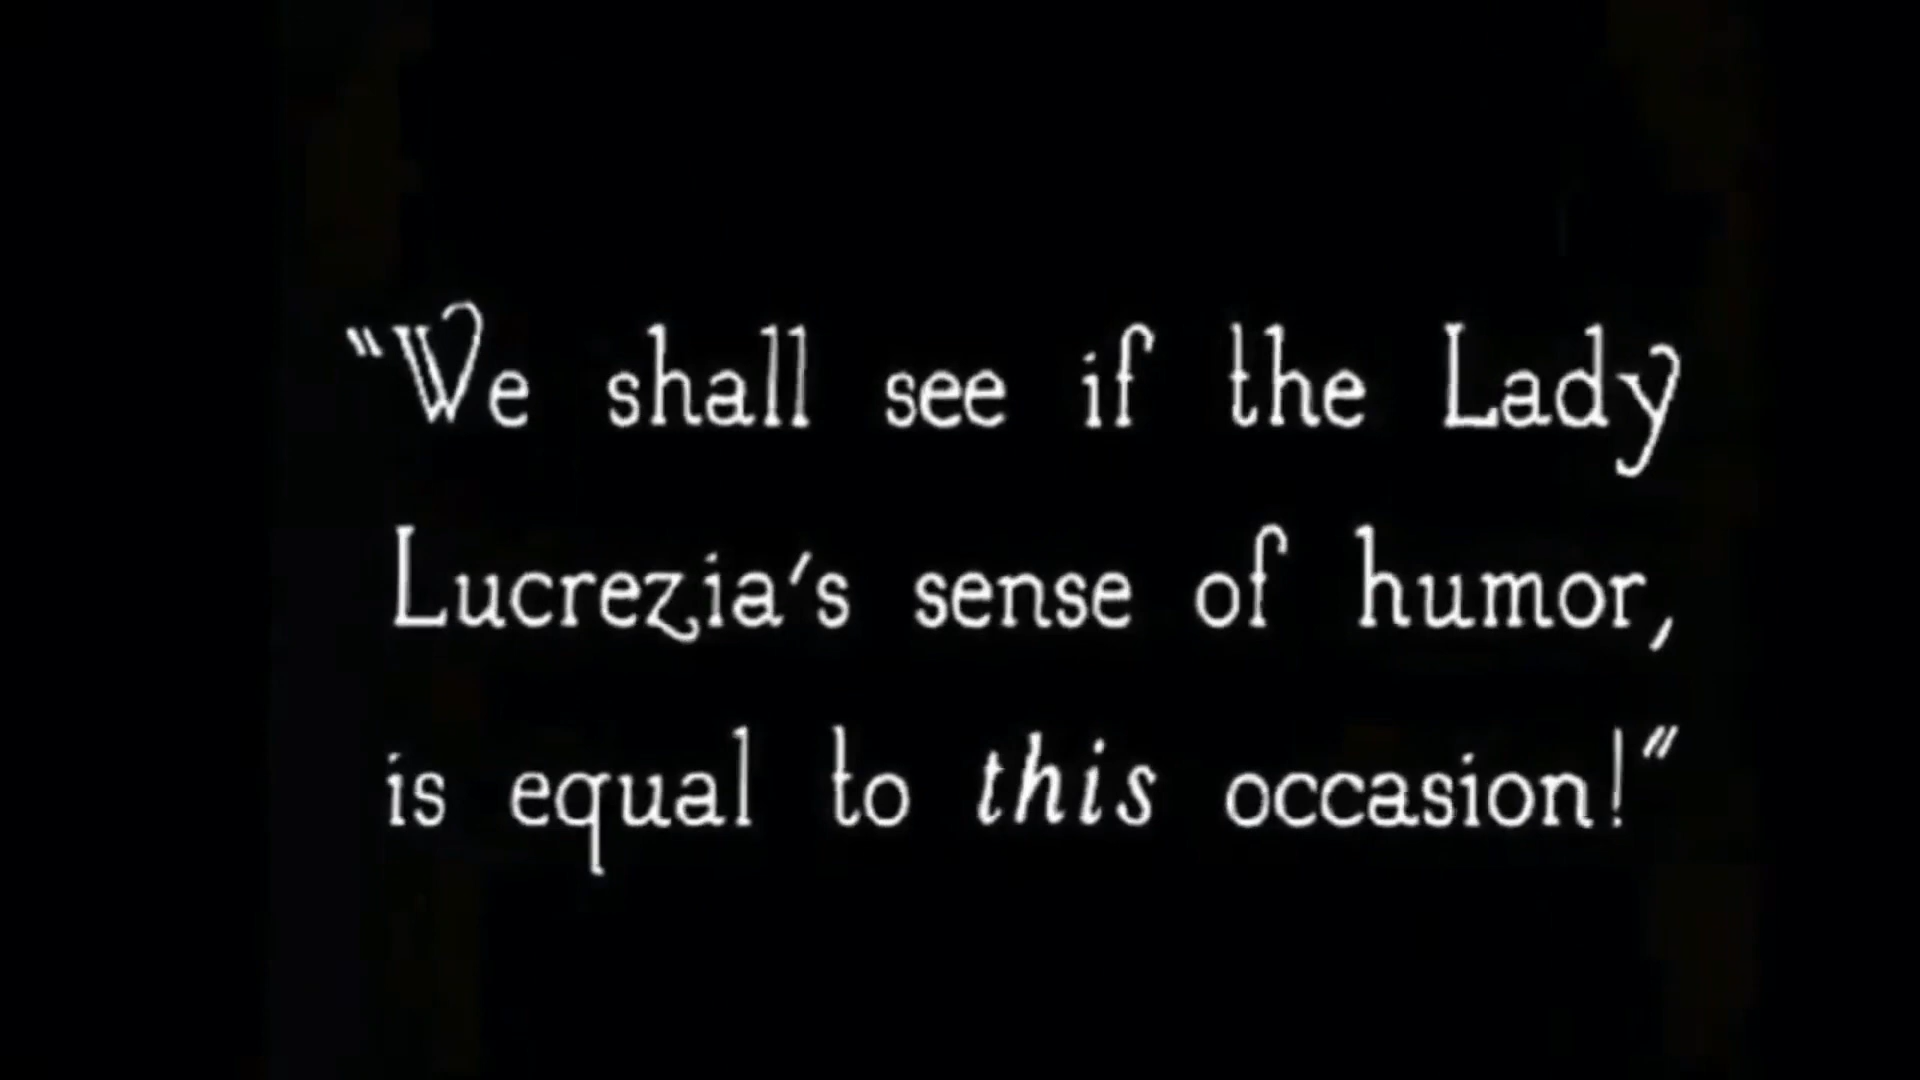 “We shall see if the Lady
Lucrezia's sense of humor,
is equal to this occasion!”